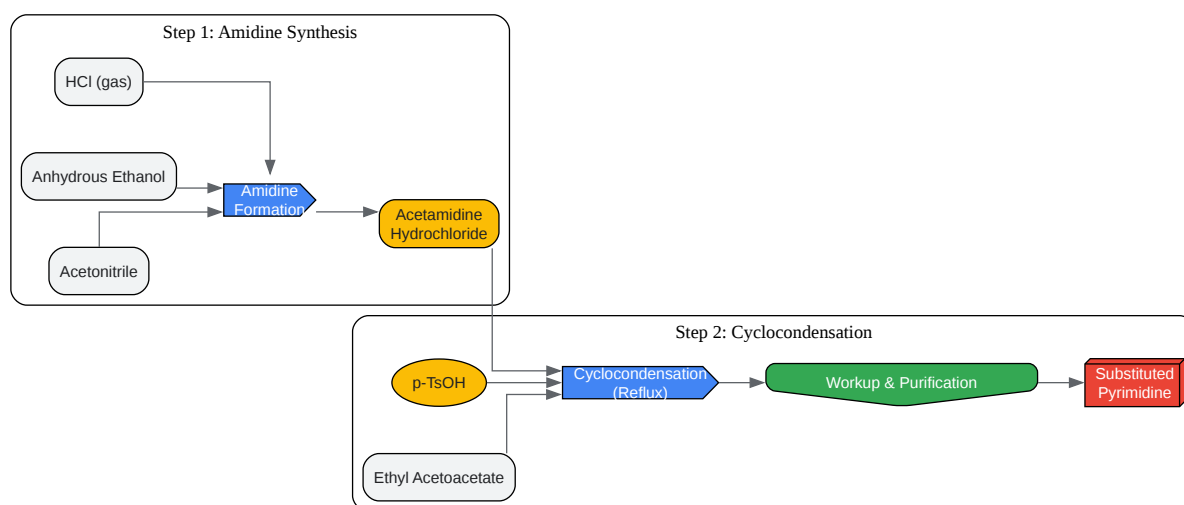 Step 1: Amidine Synthesis
HCl (gas)
Anhydrous Ethanol
Amidine
Formation
Acetonitrile
Acetamidine
Hydrochloride
Step 2: Cyclocondensation
p-TsOH
Cyclocondensation
(Reflux)
Workup & Purification
Substituted
Pyrimidine
Ethyl Acetoacetate